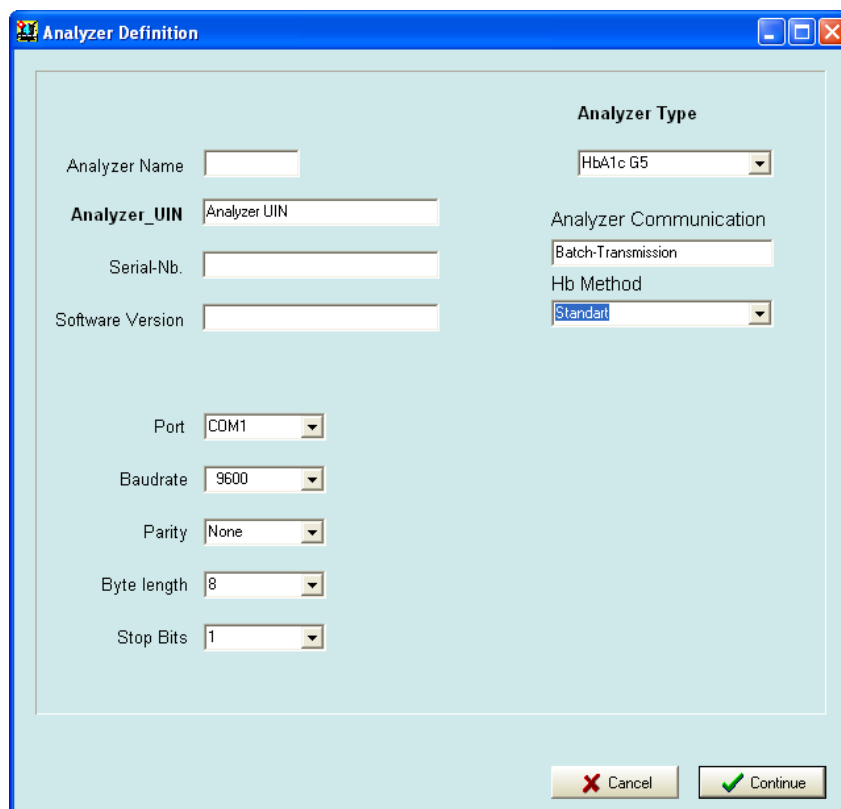 Analyzer Definition
Analyzer Type
Analyzer Name
HbA1c G5
Analyzer_UIN Analyzer UIN
Analyzer Communication
Serial-Nb.
Batch-Transmission
Hb Method
Software Version
Standart
Port COM1
Baudrate 9600
Parity None
Byte length 8
Stop Bits 1
Cancel Continue